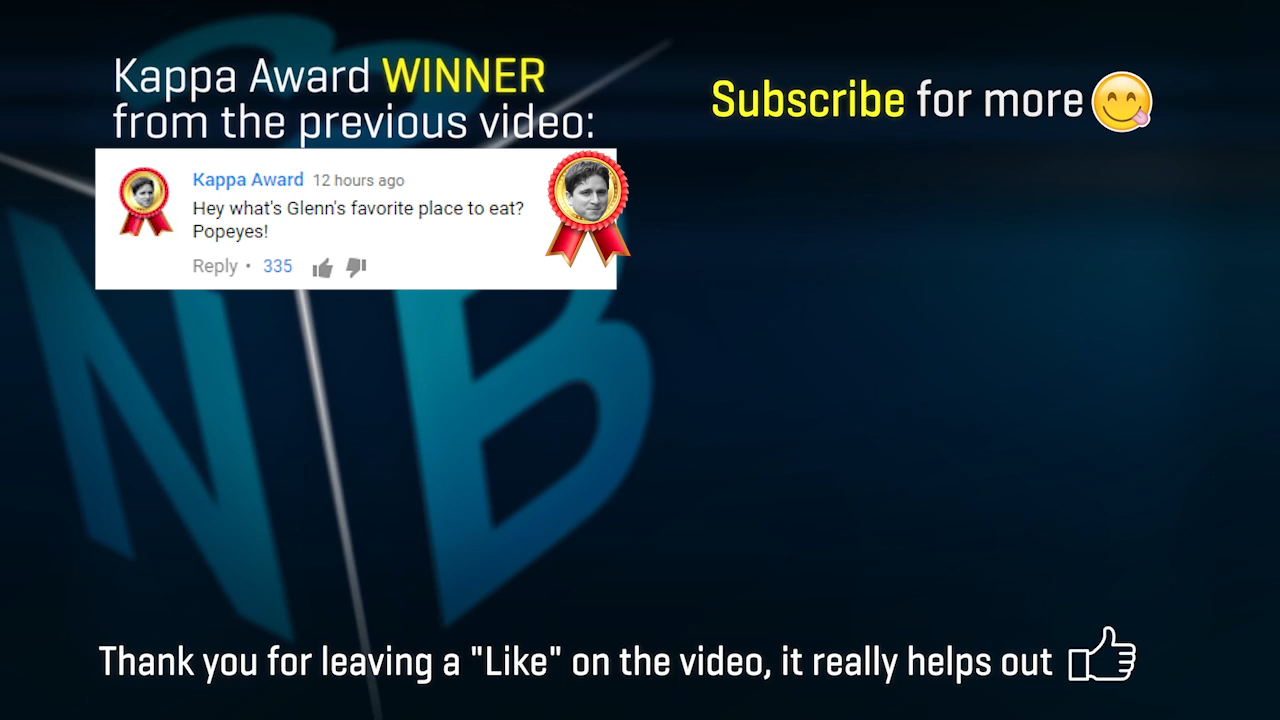 Kappa Award WINNER
from the previous video:
Subscribe for more
Kappa Award 12 hours ago
Hey what's Glenn's favorite place to eat?
Popeyes!
Reply • 335
N B
Thank you for leaving a "Like" on the video, it really helps out